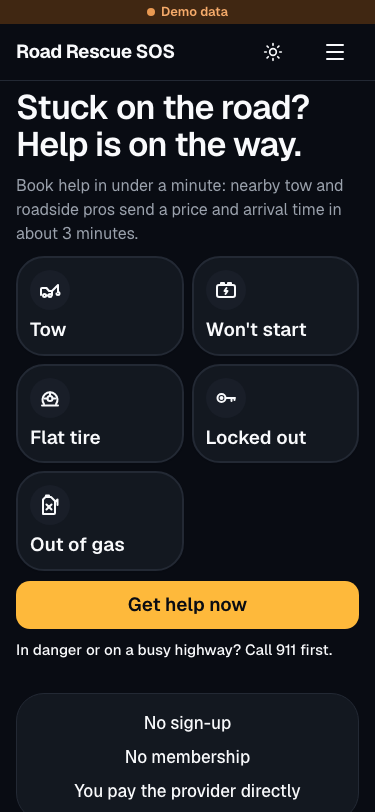 Demo data
Road Rescue SOS
Stuck on the road?
Help is on the way.
Book help in under a minute: nearby tow and
roadside pros send a price and arrival time in
about 3 minutes.
Tow
Won't start
Flat tire
Locked out
Out of gas
Get help now
In danger or on a busy highway? Call 911 first.
No sign-up
No membership
You pay the provider directly